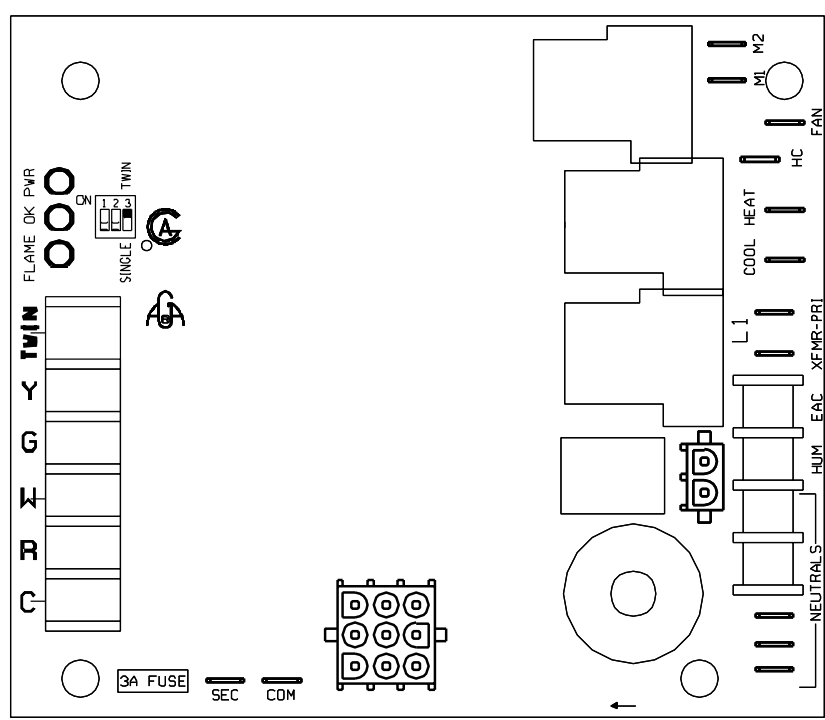 M2
M1
FAN
HC
HEAT
COOL
L1
XFMR-PRI
EAC
HUM
NEUTRALS
PWR
OK
FLAME
ON
1 2 3
TWIN
SINGLE
A
TWIN
Y
G
W
R
C
3A FUSE
SEC
COM